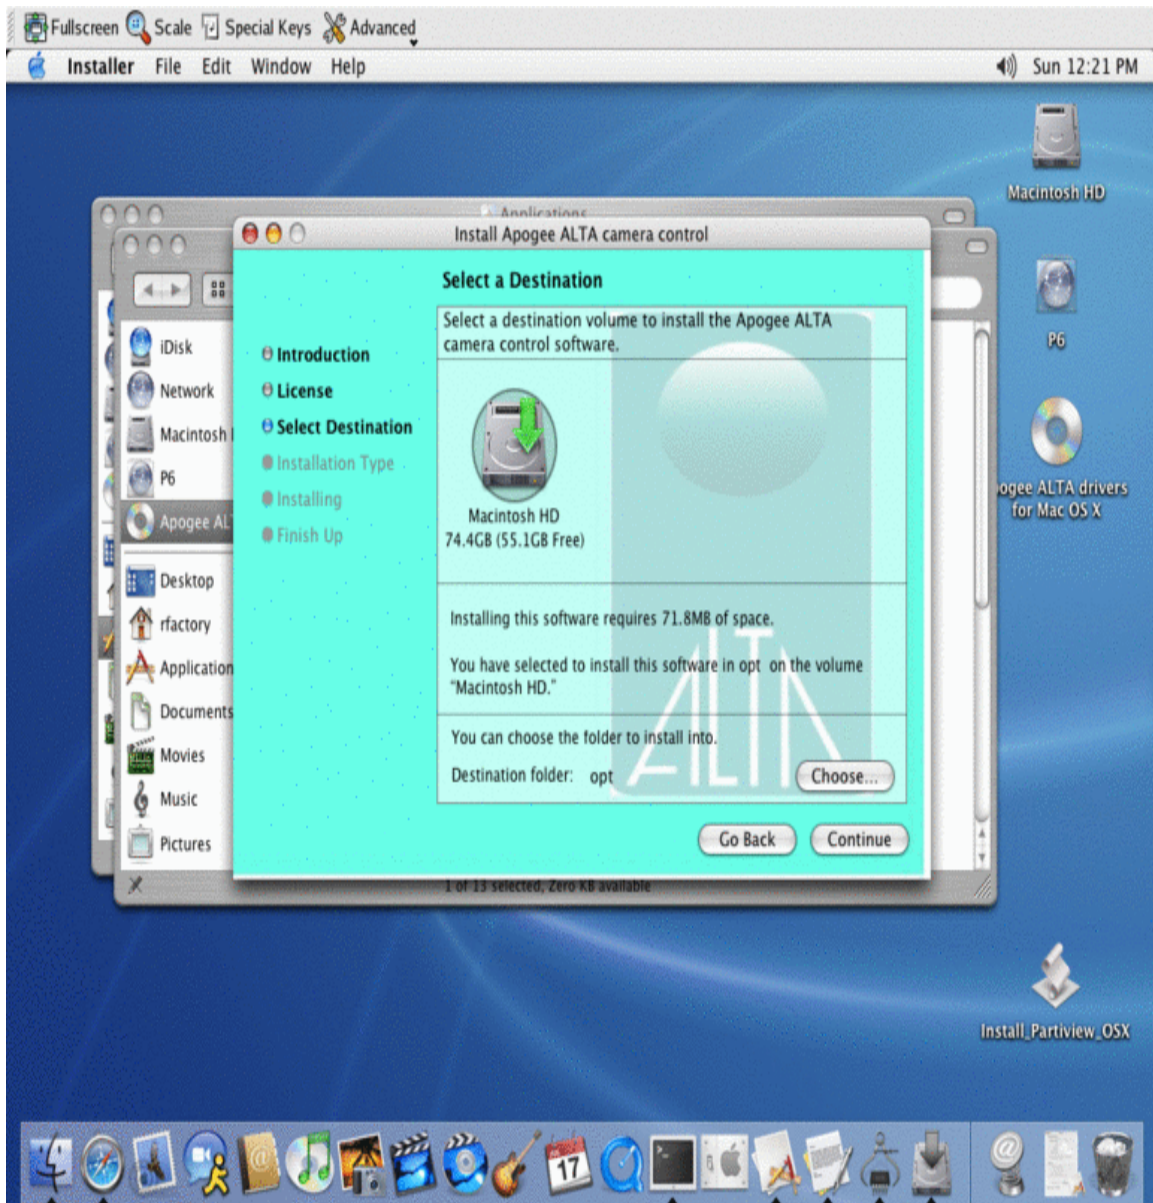 Fullscreen Scale Special Keys Advanced
Installer File Edit Window Help Sun 12:21 PM
Macintosh HD
Applications
Install Apogee ALTA camera control
Select a Destination
Select a destination volume to install the Apogee ALTA
camera control software.
Introduction
License
Select Destination
Installation Type
Installing
Finish Up
Macintosh HD
74.4GB (55.1GB Free)
Installing this software requires 71.8MB of space.
You have selected to install this software in opt on the volume
"Macintosh HD."
You can choose the folder to install into.
Destination folder: opt
Choose...
Go Back Continue
ALTA
iDisk
Network
Macintosh
P6
Apogee AL
Desktop
rfactory
Application
Documents
Movies
Music
Pictures
1 of 13 selected, Zero KB available
P6
ogee ALTA drivers
for Mac OS X
Install_Partiview_OSX
17